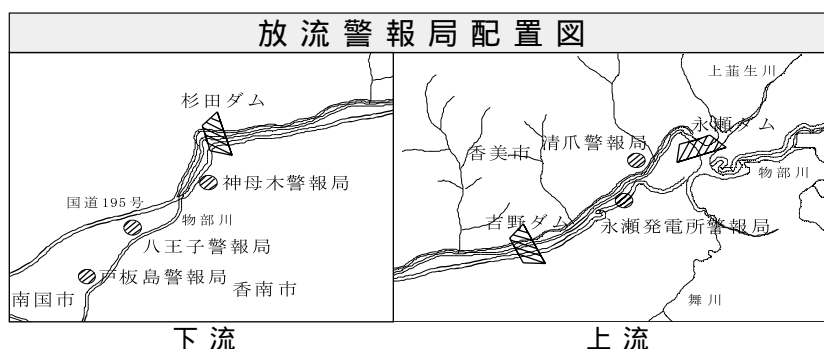 放流警報局配置図
杉田ダム
神母木警報局
国道195号
物部川
八王子警報局
戸板島警報局
南国市
香南市
下流
上韮生川
永瀬ダム
清爪警報局
香美市
物部川
吉野ダム
永瀬発電所警報局
舞川
上流